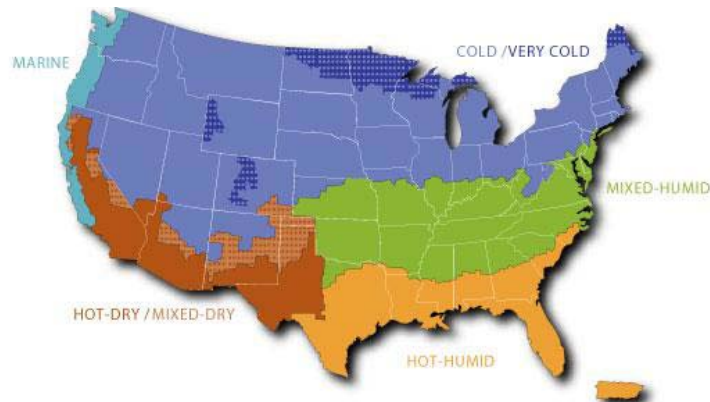 COLD /VERY COLD
MARINE
MIXED-HUMID
HOT-DRY /MIXED-DRY
HOT-HUMID